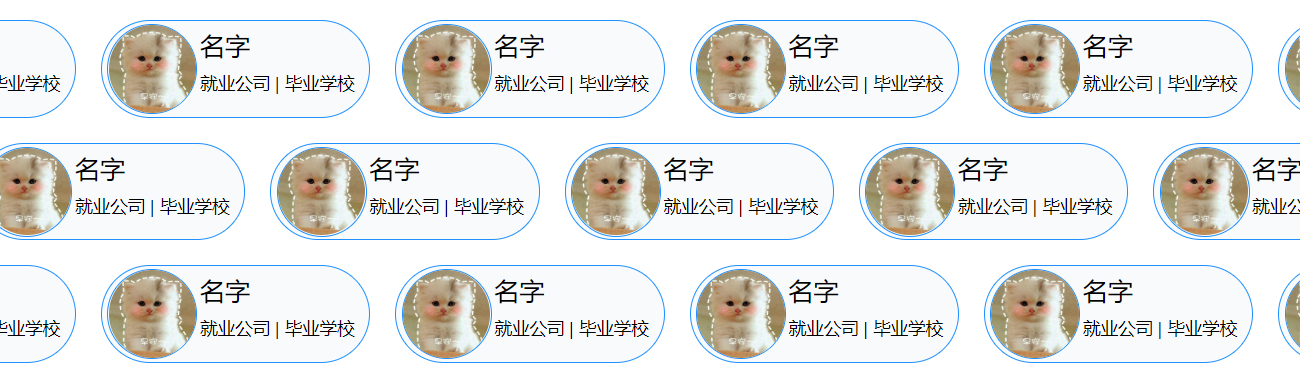 名字 名字 名字 名字
毕业学校 就业公司 | 毕业学校 就业公司 | 毕业学校 就业公司 | 毕业学校 就业公司 | 毕业学校
名字 名字 名字 名字 名字
就业公司 | 毕业学校 就业公司 | 毕业学校 就业公司 | 毕业学校 就业公司 | 毕业学校 就业
名字 名字 名字 名字
毕业学校 就业公司 | 毕业学校 就业公司 | 毕业学校 就业公司 | 毕业学校 就业公司 | 毕业学校